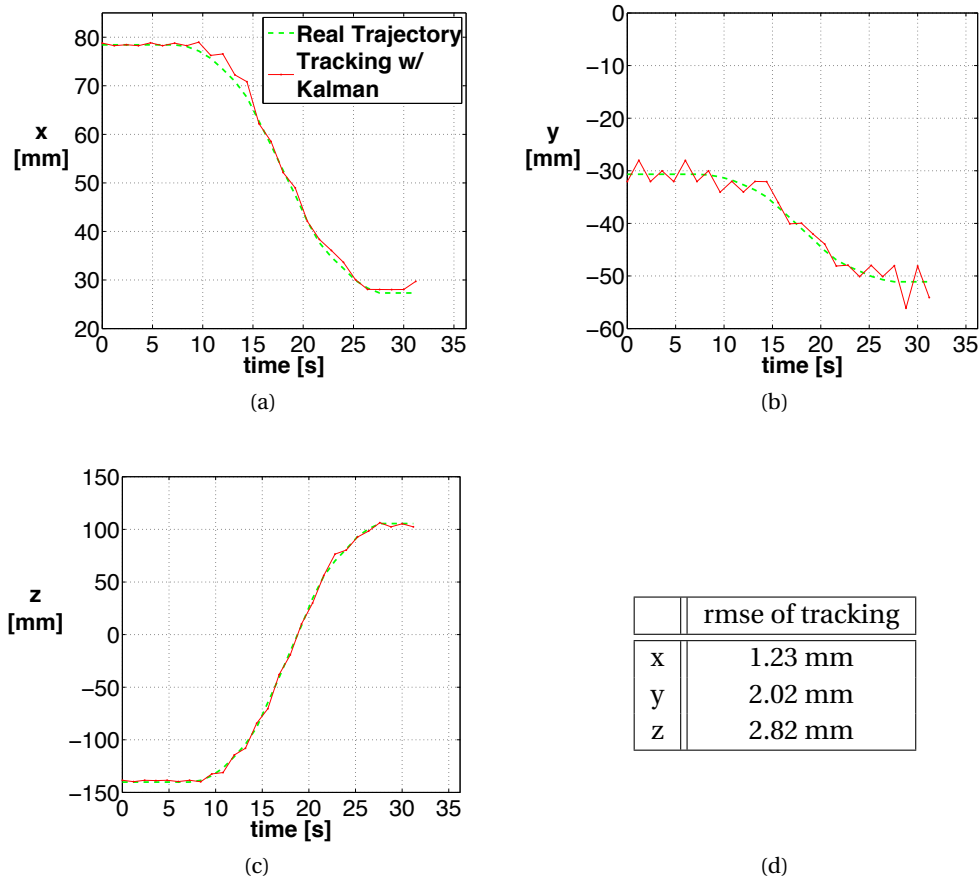 80
70
60
50
40
30
20
x
[mm]
Real Trajectory
Tracking w/
Kalman
0 5 10 15 20 25 30 35
time [s]
(a)
0
−10
−20
−30
−40
−50
−60
y
[mm]
0 5 10 15 20 25 30 35
time [s]
(b)
150
100
50
0
−50
−100
−150
z
[mm]
0 5 10 15 20 25 30 35
time [s]
(c)
rmse of tracking
x 1.23 mm
y 2.02 mm
z 2.82 mm
(d)